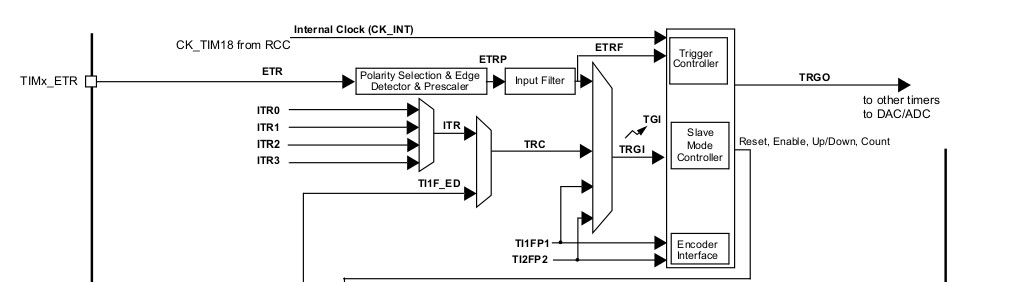 Internal Clock (CK_INT)
CK_TIM18 from RCC
ETRF
Trigger
Controller
TIMx_ETR
ETR
Polarity Selection & Edge
Detector & Prescaler
ETRP
Input Filter
TRGO
to other timers
to DAC/ADC
ITR0
ITR1
ITR2
ITR3
ITR
TRC
TI1F_ED
TGI
TRGI
Slave
Mode
Controller
Reset, Enable, Up/Down, Count
TI1FP1
TI2FP2
Encoder
Interface